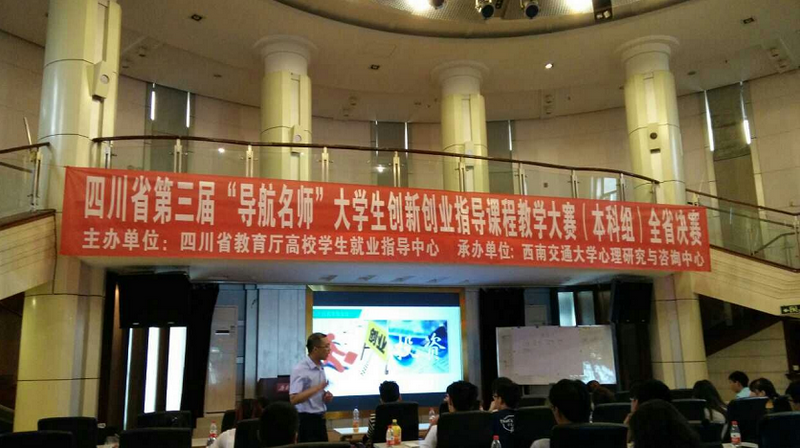 四川省第三届“导航名师”大学生创新创业指导课程教学大赛（本科组）全省决赛
主办单位：四川省教育厅高校学生就业指导中心 承办单位：西南交通大学心理研究与咨询中心
创业
投资